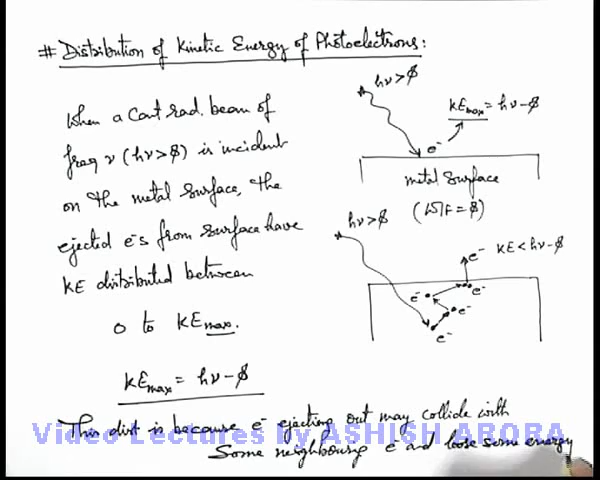 # Distribution of Kinetic Energy of Photoelectrons:
When a Cont rad. beam of
freq ν (hν>φ) is incident
on the metal surface, the
ejected e⁻s from surface have
KE distributed between
0 to KEmax.
KEmax = hν-φ
This dist is because e⁻ ejecting out may collide with
Some neighbouring e⁻ and loose some energy
hν>φ
KEmax = hν-φ
e⁻
metal surface
(W/F = φ)
hν>φ
e⁻ KE<hν-φ
e⁻ e⁻
e⁻
e⁻
Video Lectures by ASHISH ARORA